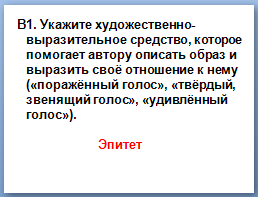 В1. Укажите художественно-
выразительное средство, которое
помогает автору описать образ и
выразить своё отношение к нему
(«поражённый голос», «твёрдый,
звенящий голос», «удивлённый
голос»).
Эпитет